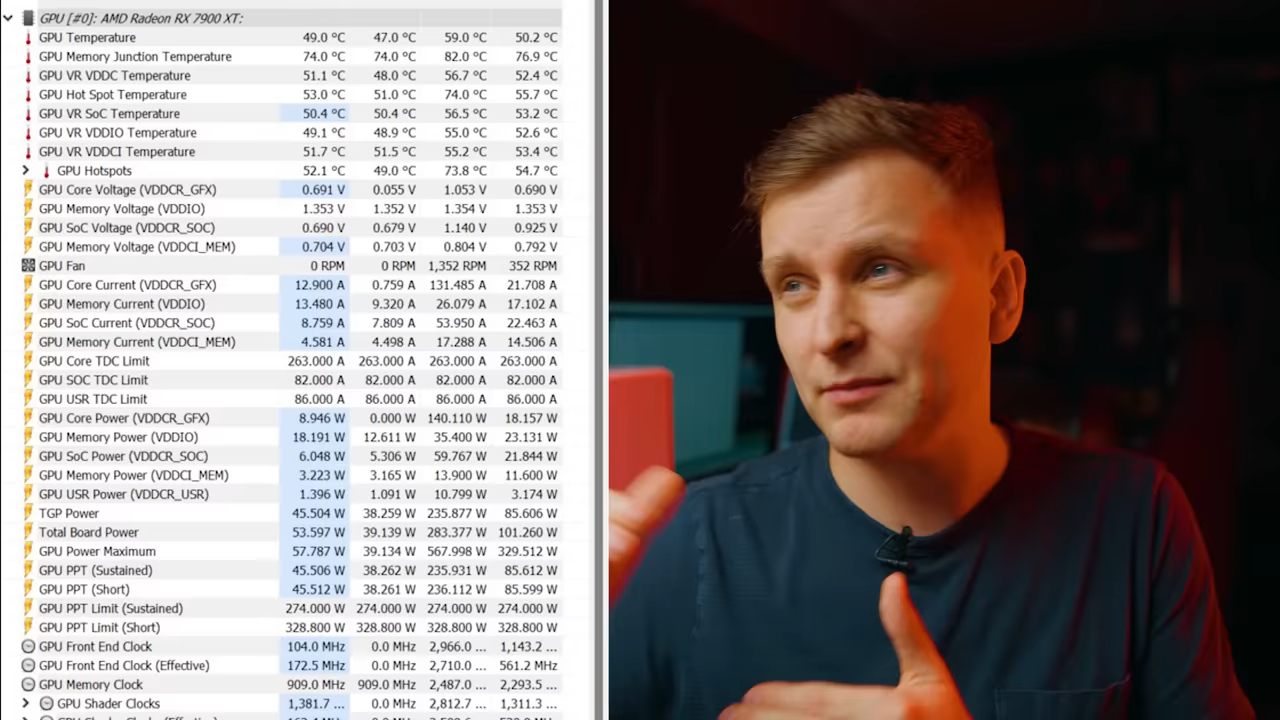 GPU [#0]: AMD Radeon RX 7900 XT:
GPU Temperature 49.0 °C 47.0 °C 59.0 °C 50.2 °C
GPU Memory Junction Temperature 74.0 °C 74.0 °C 82.0 °C 76.9 °C
GPU VR VDDC Temperature 51.1 °C 48.0 °C 56.7 °C 52.4 °C
GPU Hot Spot Temperature 53.0 °C 51.0 °C 74.0 °C 55.7 °C
GPU VR SoC Temperature 50.4 °C 50.4 °C 56.5 °C 53.2 °C
GPU VR VDDIO Temperature 49.1 °C 48.9 °C 55.0 °C 52.6 °C
GPU VR VDDCI Temperature 51.7 °C 51.5 °C 55.2 °C 53.4 °C
GPU Hotspots 52.1 °C 49.0 °C 73.8 °C 54.7 °C
GPU Core Voltage (VDDCR_GFX) 0.691 V 0.055 V 1.053 V 0.690 V
GPU Memory Voltage (VDDIO) 1.353 V 1.352 V 1.354 V 1.353 V
GPU SoC Voltage (VDDCR_SOC) 0.690 V 0.679 V 1.140 V 0.925 V
GPU Memory Voltage (VDDCI_MEM) 0.704 V 0.703 V 0.804 V 0.792 V
GPU Fan 0 RPM 0 RPM 1,352 RPM 352 RPM
GPU Core Current (VDDCR_GFX) 12.900 A 0.759 A 131.485 A 21.708 A
GPU Memory Current (VDDIO) 13.480 A 9.320 A 26.079 A 17.102 A
GPU SoC Current (VDDCR_SOC) 8.759 A 7.809 A 53.950 A 22.463 A
GPU Memory Current (VDDCI_MEM) 4.581 A 4.498 A 17.288 A 14.506 A
GPU Core TDC Limit 263.000 A 263.000 A 263.000 A 263.000 A
GPU SOC TDC Limit 82.000 A 82.000 A 82.000 A 82.000 A
GPU USR TDC Limit 86.000 A 86.000 A 86.000 A 86.000 A
GPU Core Power (VDDCR_GFX) 8.946 W 0.000 W 140.110 W 18.157 W
GPU Memory Power (VDDIO) 18.191 W 12.611 W 35.400 W 23.131 W
GPU SoC Power (VDDCR_SOC) 6.048 W 5.306 W 59.767 W 21.844 W
GPU Memory Power (VDDCI_MEM) 3.223 W 3.165 W 13.900 W 11.600 W
GPU USR Power (VDDCR_USR) 1.396 W 1.091 W 10.799 W 3.174 W
TGP Power 45.504 W 38.259 W 235.877 W 85.606 W
Total Board Power 53.597 W 39.139 W 283.377 W 101.260 W
GPU Power Maximum 57.787 W 39.134 W 567.998 W 329.512 W
GPU PPT (Sustained) 45.506 W 38.262 W 235.931 W 85.612 W
GPU PPT (Short) 45.512 W 38.261 W 236.112 W 85.599 W
GPU PPT Limit (Sustained) 274.000 W 274.000 W 274.000 W 274.000 W
GPU PPT Limit (Short) 328.800 W 328.800 W 328.800 W 328.800 W
GPU Front End Clock 104.0 MHz 0.0 MHz 2,966.0 ... 1,143.2 ...
GPU Front End Clock (Effective) 172.5 MHz 0.0 MHz 2,710.0 ... 561.2 MHz
GPU Memory Clock 909.0 MHz 909.0 MHz 2,487.0 ... 2,293.5 ...
GPU Shader Clocks 1,381.7 ... 0.0 MHz 2,812.7 ... 1,311.3 ...